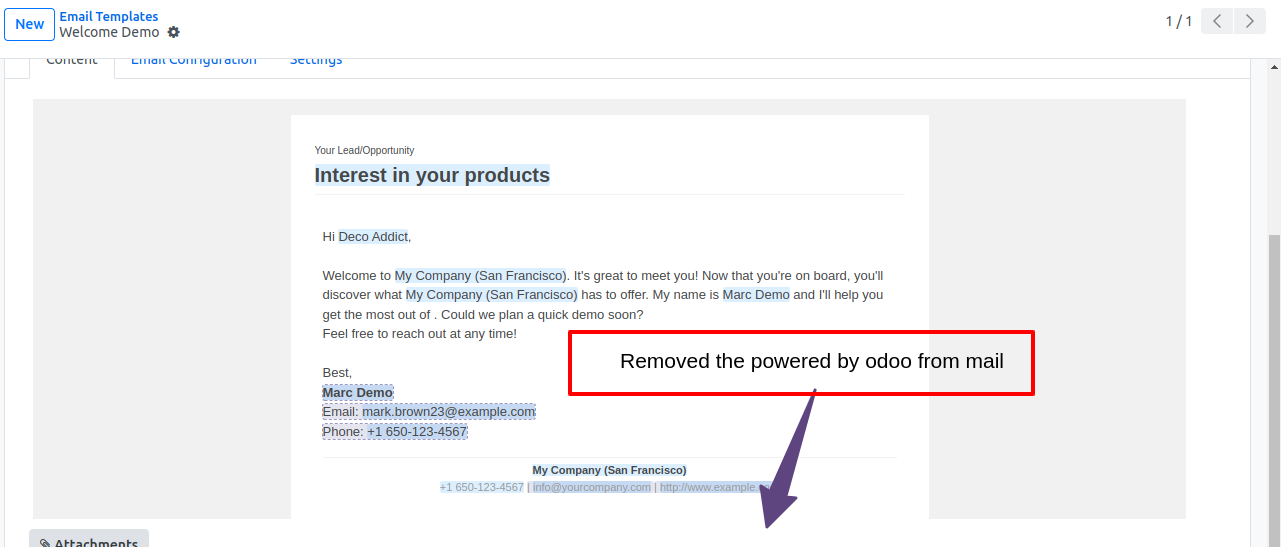 New
Email Templates
Welcome Demo
1 / 1
Content
Email Configuration
Settings
Your Lead/Opportunity
Interest in your products
Hi Deco Addict,
Welcome to My Company (San Francisco). It's great to meet you! Now that you're on board, you'll
discover what My Company (San Francisco) has to offer. My name is Marc Demo and I'll help you
get the most out of . Could we plan a quick demo soon?
Feel free to reach out at any time!
Removed the powered by odoo from mail
Best,
Marc Demo
Email: mark.brown23@example.com
Phone: +1 650-123-4567
My Company (San Francisco)
+1 650-123-4567 | info@yourcompany.com | http://www.example.
Attachments